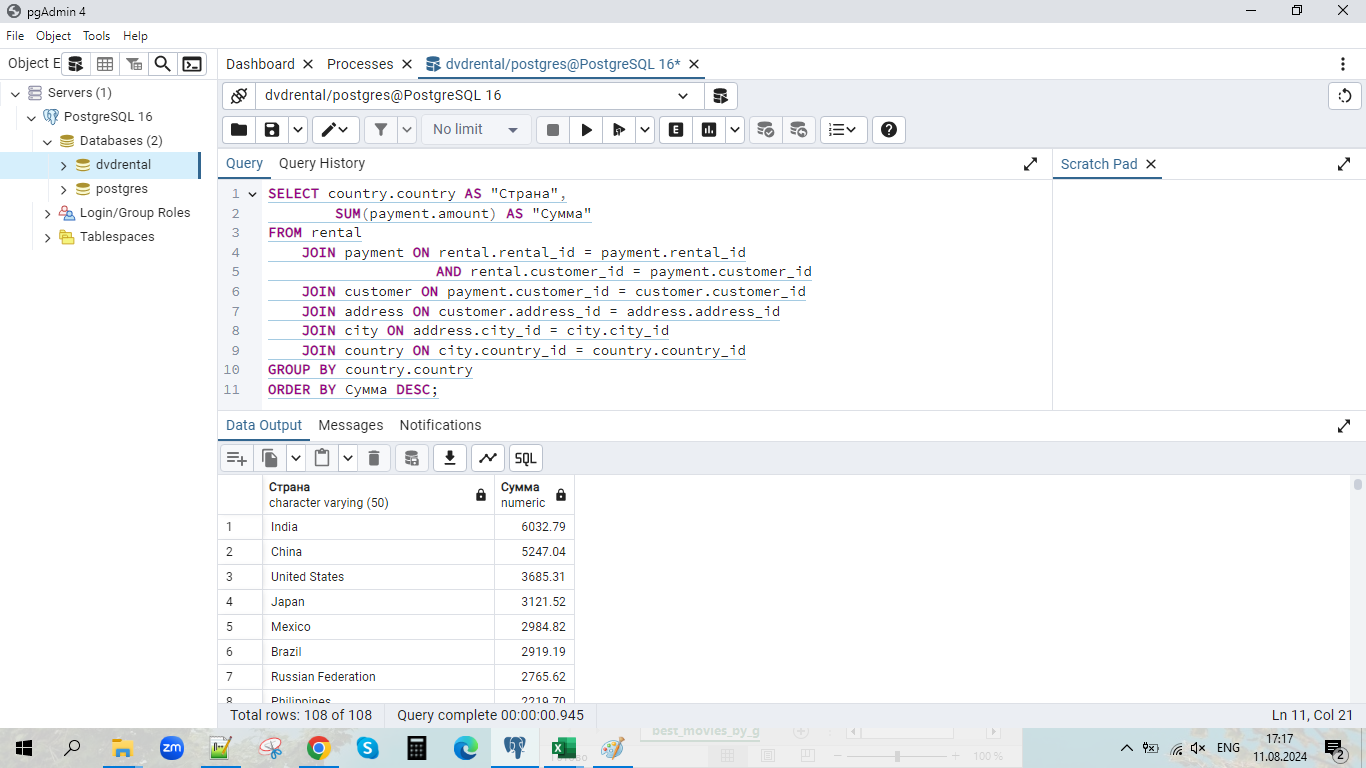 pgAdmin 4
File Object Tools Help
Object E
Dashboard Processes dvdrental/postgres@PostgreSQL 16*
Servers (1)
PostgreSQL 16
Databases (2)
dvdrental
postgres
Login/Group Roles
Tablespaces
dvdrental/postgres@PostgreSQL 16
No limit
E
Query Query History
Scratch Pad
1 SELECT country.country AS "Страна",
2 SUM(payment.amount) AS "Сумма"
3 FROM rental
4 JOIN payment ON rental.rental_id = payment.rental_id
5 AND rental.customer_id = payment.customer_id
6 JOIN customer ON payment.customer_id = customer.customer_id
7 JOIN address ON customer.address_id = address.address_id
8 JOIN city ON address.city_id = city.city_id
9 JOIN country ON city.country_id = country.country_id
10 GROUP BY country.country
11 ORDER BY Сумма DESC;
Data Output Messages Notifications
SQL
Страна Сумма
character varying (50) numeric
1 India 6032.79
2 China 5247.04
3 United States 3685.31
4 Japan 3121.52
5 Mexico 2984.82
6 Brazil 2919.19
7 Russian Federation 2765.62
8 Philippines 2219.70
Total rows: 108 of 108 Query complete 00:00:00.945 Ln 11, Col 21
best_movies_by_g
zm
100 %
ENG
17:17
11.08.2024
2